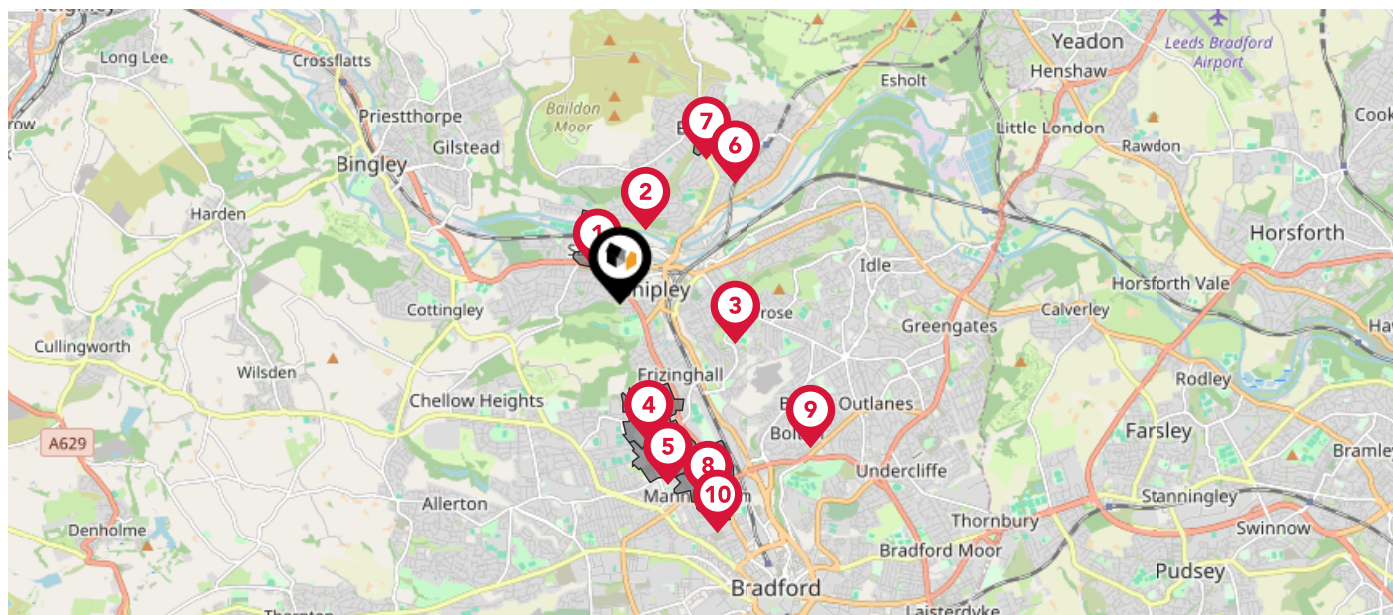 Long Lee
Crossflatts
Yeadon
Leeds Bradford
Airport
Henshaw
Esholt
Baildon
Moor
Priestthorpe
Gilstead
Bingley
Little London
Rawdon
row
7
6
2
1
Harden
Horsforth
Idle
Horsforth Vale
Cottingley
Calverley
Greengates
3
Cullingworth
Wilsden
Frizinghall
Rodley
Chellow Heights
4
9
Outlanes
Farsley
A629
5
8
Undercliffe
10
Allerton
Stanningley
Thornbury
Swinnow
Denholme
Bradford Moor
Pudsey
Bradford